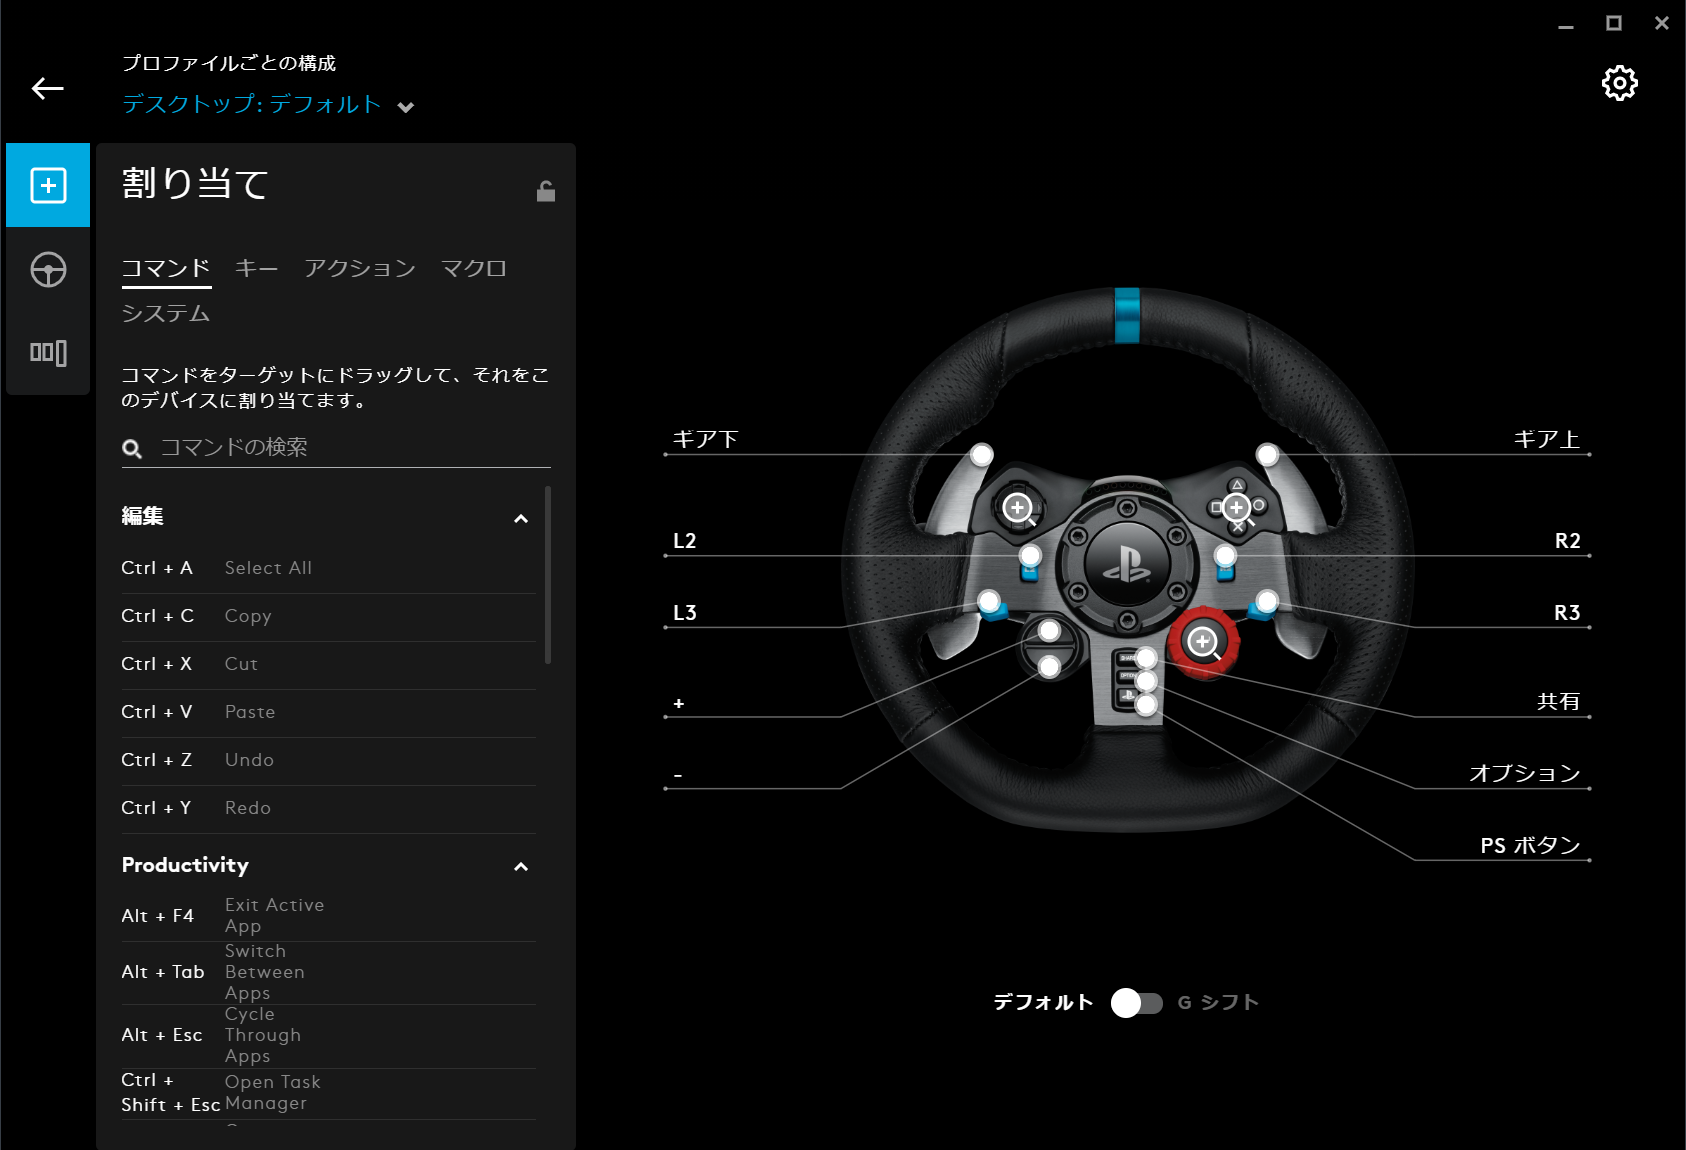 プロファイルごとの構成
デスクトップ: デフォルト
割り当て
コマンド キー アクション マクロ
システム
コマンドをターゲットにドラッグして、それをこ
のデバイスに割り当てます。
コマンドの検索
編集
Ctrl + A Select All
Ctrl + C Copy
Ctrl + X Cut
Ctrl + V Paste
Ctrl + Z Undo
Ctrl + Y Redo
Productivity
Alt + F4 Exit Active
App
Alt + Tab Switch
Between
Apps
Alt + Esc Cycle
Through
Apps
Ctrl + Open Task
Shift + Esc Manager
ギア下
L2
L3
+
-
ギア上
R2
R3
共有
オプション
PS ボタン
デフォルト G シフト